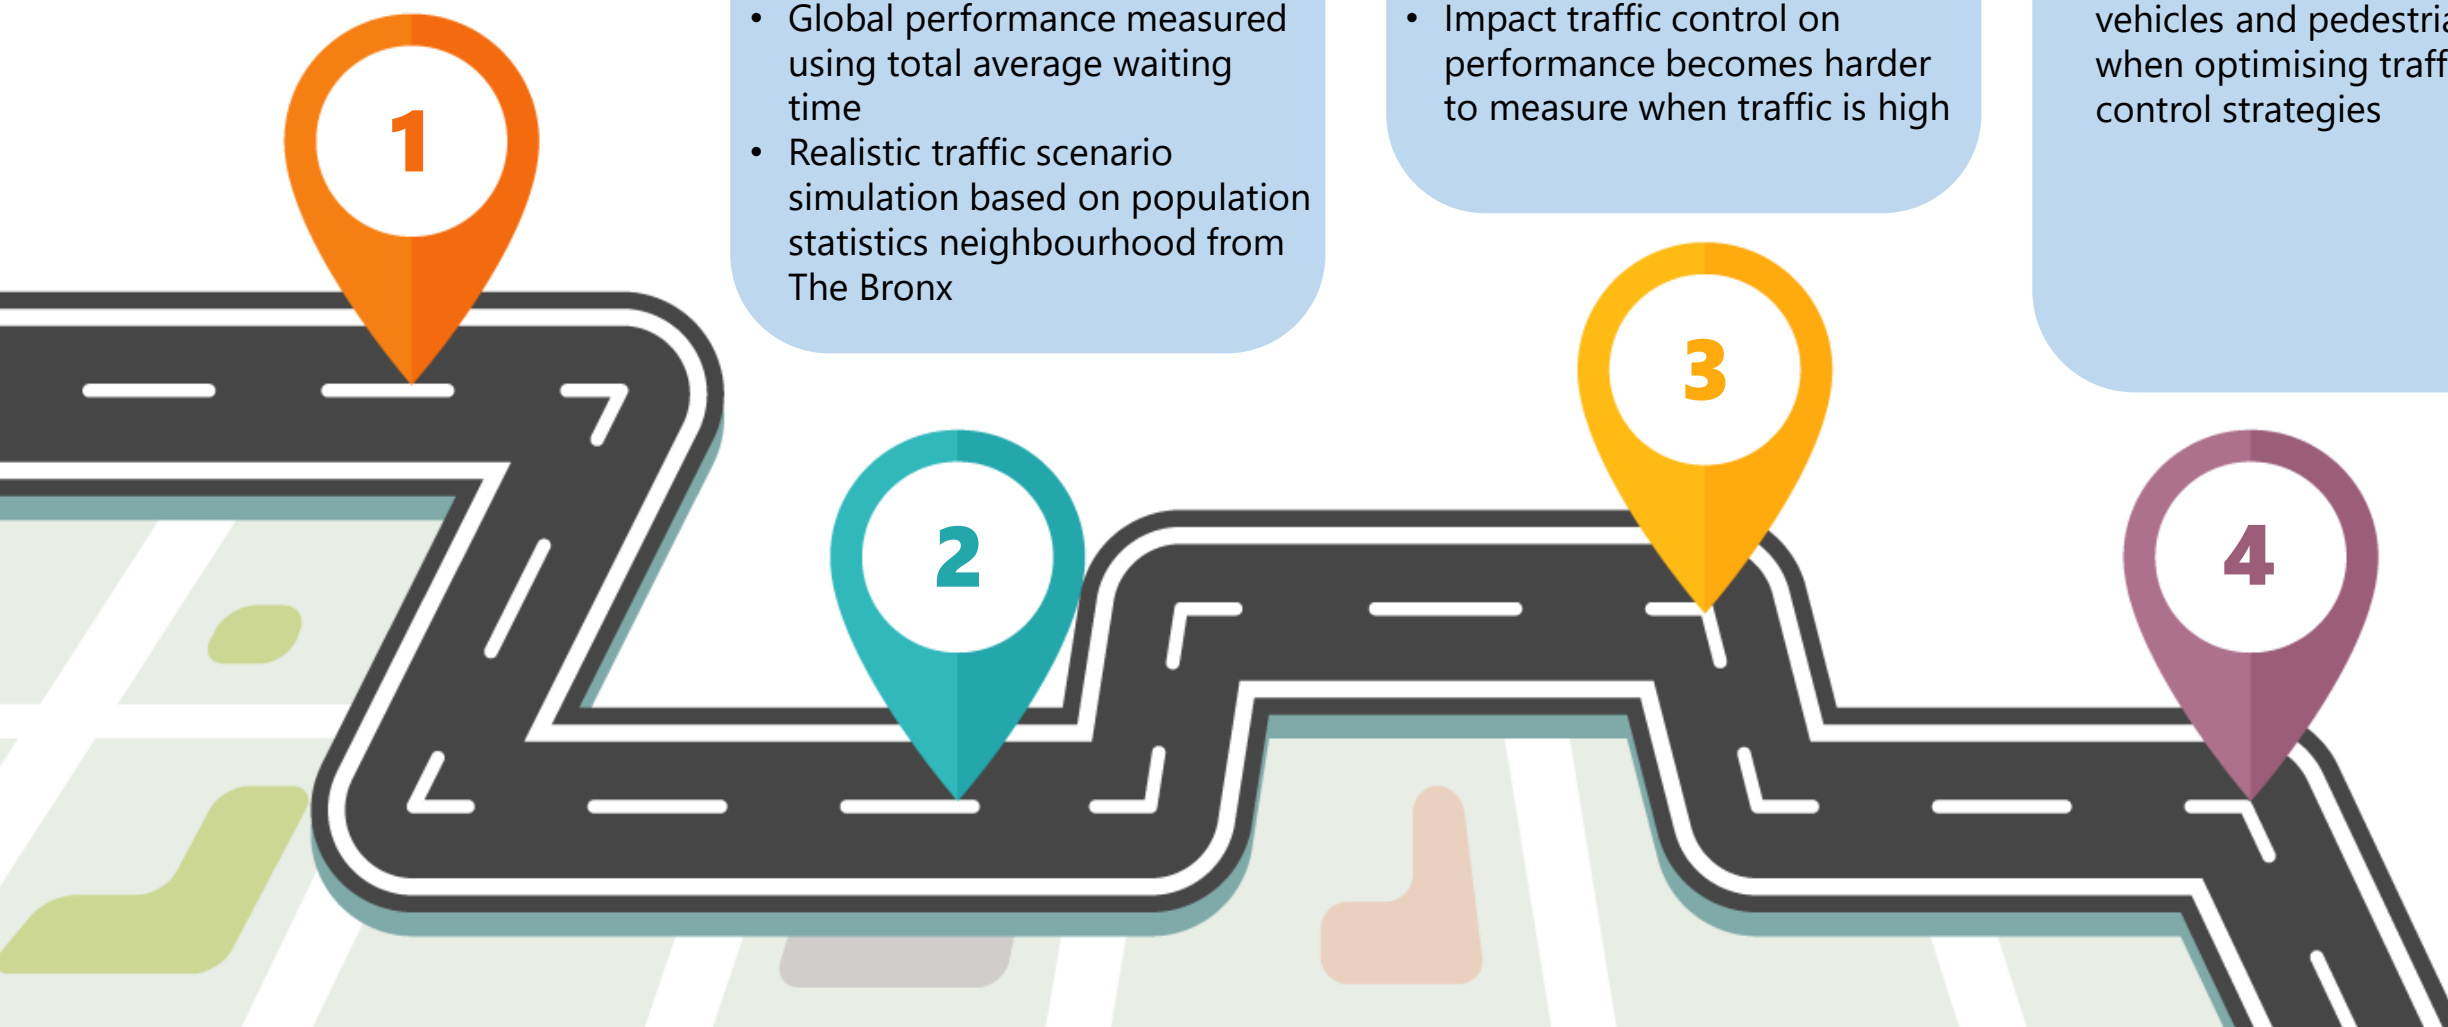 1
• Global performance measured
using total average waiting
time
• Realistic traffic scenario
simulation based on population
statistics neighbourhood from
The Bronx
2
• Impact traffic control on
performance becomes harder
to measure when traffic is high
3
vehicles and
when optimising
control strategies
4